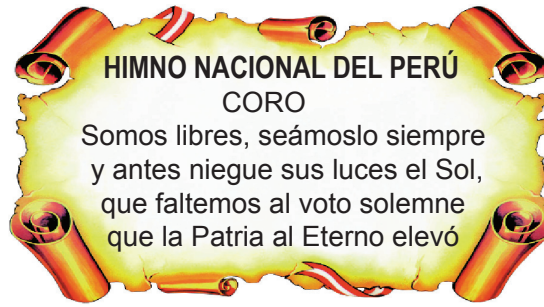 HIMNO NACIONAL DEL PERÚ
CORO
Somos libres, seámoslo siempre
y antes niegue sus luces el Sol,
que faltemos al voto solemne
que la Patria al Eterno elevó